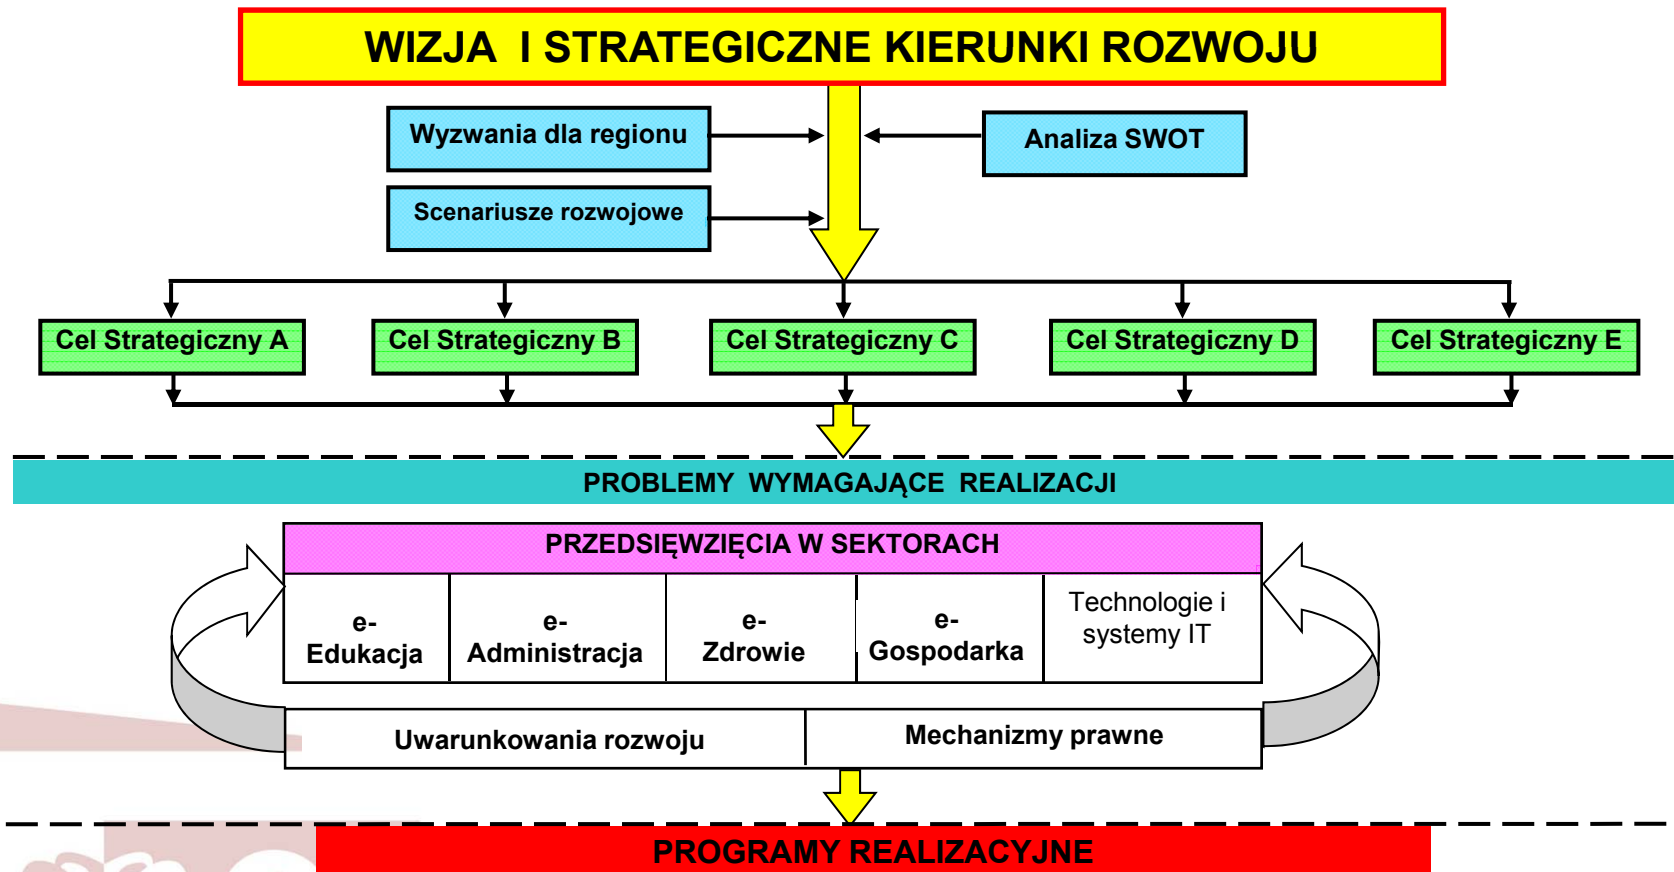 WIZJA I STRATEGICZNE KIERUNKI ROZWOJU
Wyzwania dla regionu
Analiza SWOT
Scenariusze rozwojowe
Cel Strategiczny A
Cel Strategiczny B
Cel Strategiczny C
Cel Strategiczny D
Cel Strategiczny E
PROBLEMY WYMAGAJĄCE REALIZACJI
PRZEDSIĘWZIĘCIA W SEKTORACH
e-
Edukacja
e-
Administracja
e-
Zdrowie
e-
Gospodarka
Technologie i
systemy IT
Uwarunkowania rozwoju
Mechanizmy prawne
PROGRAMY REALIZACYJNE